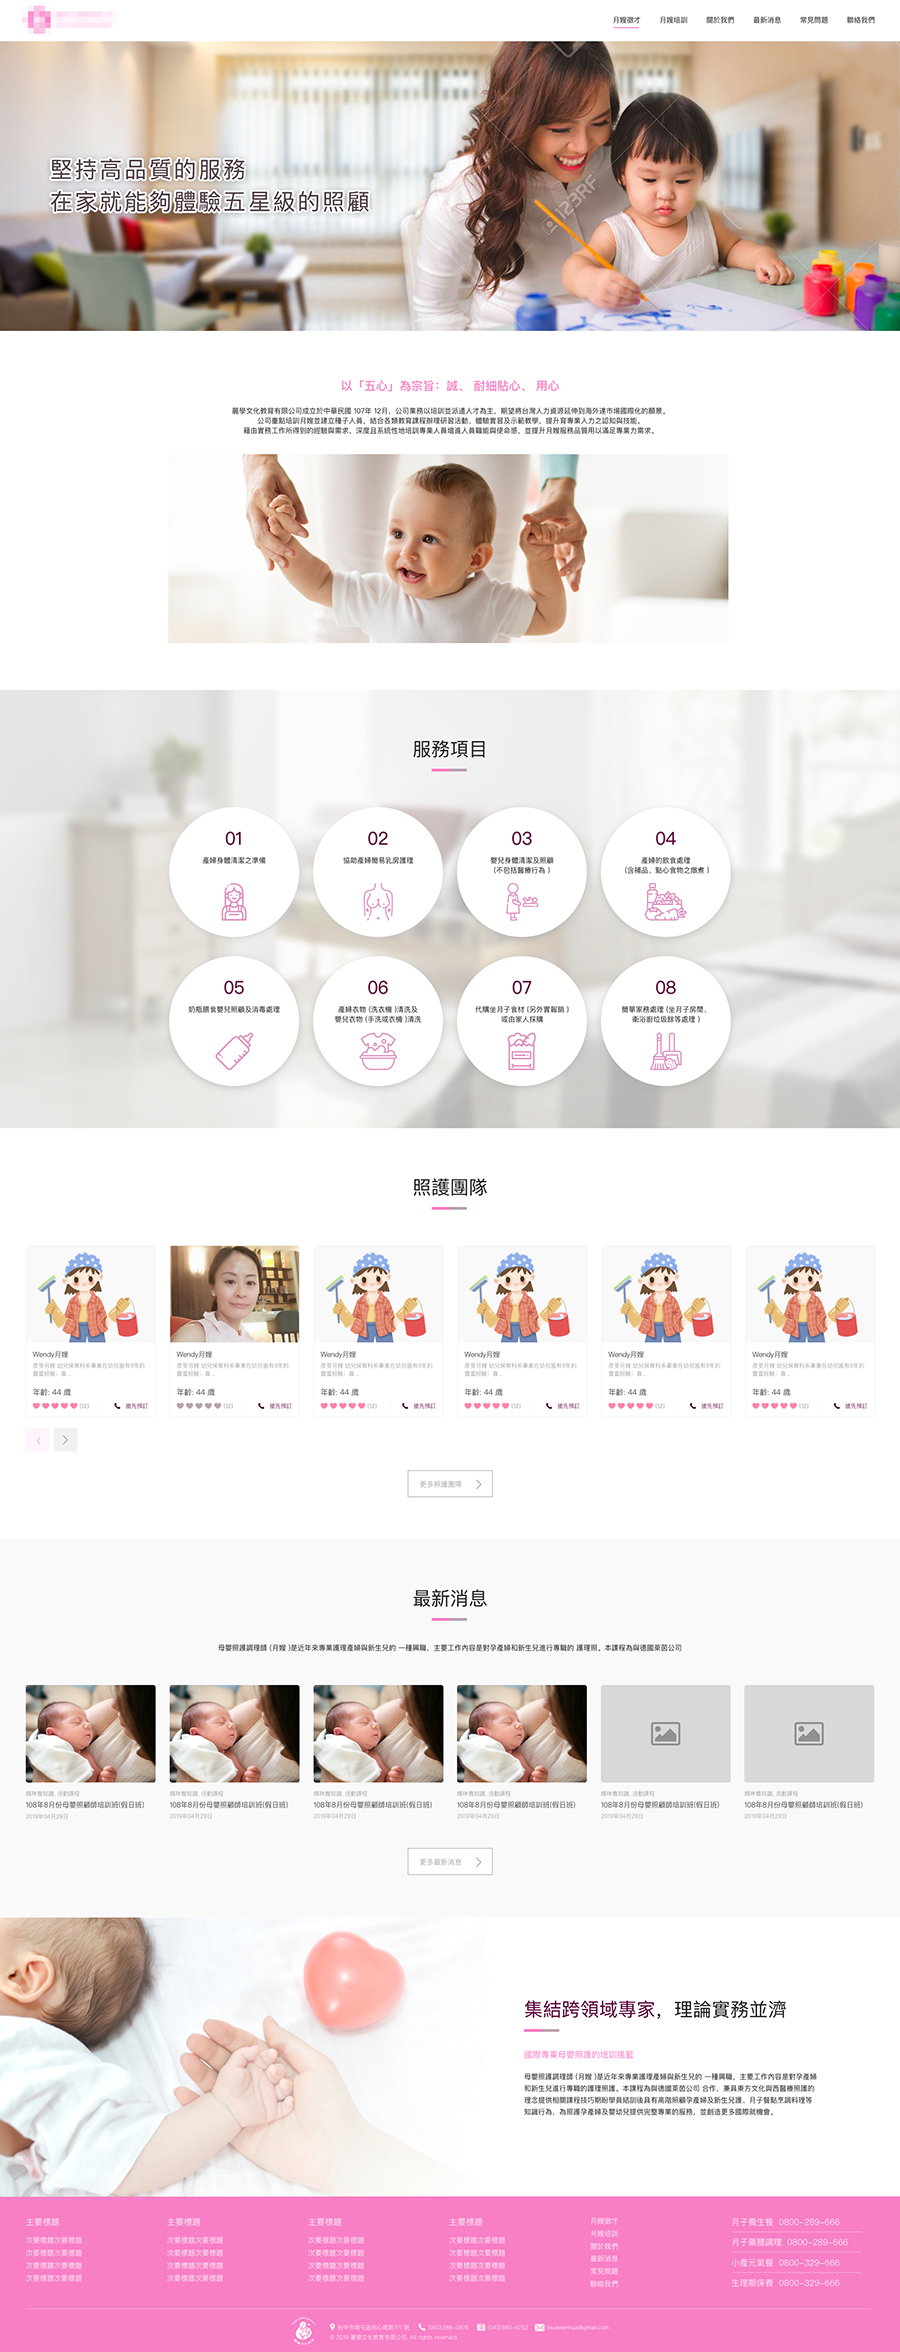 月嫂徵才 月嫂培訓 關於我們 最新消息 常見問題 聯絡我們
堅持高品質的服務
在家就能夠體驗五星級的照顧
123RF
以「五心」為宗旨：誠、 耐細貼心、 用心
麗學文化教育有限公司成立於中華民國 107年 12月，公司業務以培訓並派遣人才為主，期望將台灣人力資源延伸到海外達市場國際化的願景。
公司重點培訓月嫂並建立種子人員，結合各類教育課程辦理研習活動、體驗實習及示範教學，提升育專業人力之認知與技能。
藉由實務工作所得到的經驗與需求，深度且系統性地培訓專業人員增進人員職能與使命感，並提升月嫂服務品質用以滿足專業力需求。
服務項目
01
產婦身體清潔之準備
02
協助產婦簡易乳房護理
03
嬰兒身體清潔及照顧
(不包括醫療行為 )
04
產婦的飲食處理
(含補品、點心食物之燉煮 )
05
奶瓶餵食嬰兒照顧及消毒處理
06
產婦衣物 (洗衣機 )清洗及
嬰兒衣物 (手洗或衣機 )清洗
07
代購坐月子食材 (另外實報銷 )
或由家人採購
08
簡單家務處理 (坐月子房間、
衛浴廚垃圾餿等處理 )
照護團隊
Wendy月嫂 Wendy月嫂 Wendy月嫂 Wendy月嫂 Wendy月嫂 Wendy月嫂
年齡: 44 歲 年齡: 44 歲 年齡: 44 歲 年齡: 44 歲 年齡: 44 歲 年齡: 44 歲
(12) 搶先預訂 (12) 搶先預訂 (12) 搶先預訂 (12) 搶先預訂 (12) 搶先預訂 (12) 搶先預訂
更多照護團隊
最新消息
母嬰照護調理師 (月嫂 )是近年來專業護理產婦與新生兒的 一種興職，主要工作內容是對孕產婦和新生兒進行專職的 護理照。本課程為與德國萊茵公司
108年8月份母嬰照顧師培訓班(假日班) 108年8月份母嬰照顧師培訓班(假日班) 108年8月份母嬰照顧師培訓班(假日班) 108年8月份母嬰照顧師培訓班(假日班) 108年8月份母嬰照顧師培訓班(假日班) 108年8月份母嬰照顧師培訓班(假日班)
2019年04月29日 2019年04月29日 2019年04月29日 2019年04月29日 2019年04月29日 2019年04月29日
更多最新消息
集結跨領域專家，理論實務並濟
國際專業母嬰照護的培訓搖籃
母嬰照護調理師 (月嫂 )是近年來專業護理產婦與新生兒的 一種興職，主要工作內容是對孕產婦
和新生兒進行專職的護理照護。本課程為與德國萊茵公司 合作，兼具東方文化與西醫療照護的
理念提供相關課程技巧期盼學員結訓後具有高階照顧孕產婦及新生兒護、月子餐點烹調料理等
知識行為，為照護孕產婦及嬰幼兒提供完整專業的服務，並創造更多國際就機會。
主要標題 主要標題 主要標題 主要標題
次要標題次要標題 次要標題次要標題 次要標題次要標題 次要標題次要標題
次要標題次要標題 次要標題次要標題 次要標題次要標題 次要標題次要標題
次要標題次要標題 次要標題次要標題 次要標題次要標題 次要標題次要標題
次要標題次要標題 次要標題次要標題 次要標題次要標題 次要標題次要標題
月嫂徵才
月嫂培訓
關於我們
最新消息
常見問題
聯絡我們
月子養生餐 0800-289-666
月子藥膳調理 0800-289-666
小產元氣餐 0800-329-666
生理期保養 0800-329-666
台中市南屯區向心南路771 號 (04)2386-0878 (04)2380-6752
© 2019 麗學文化教育有限公司. All rights reserved.